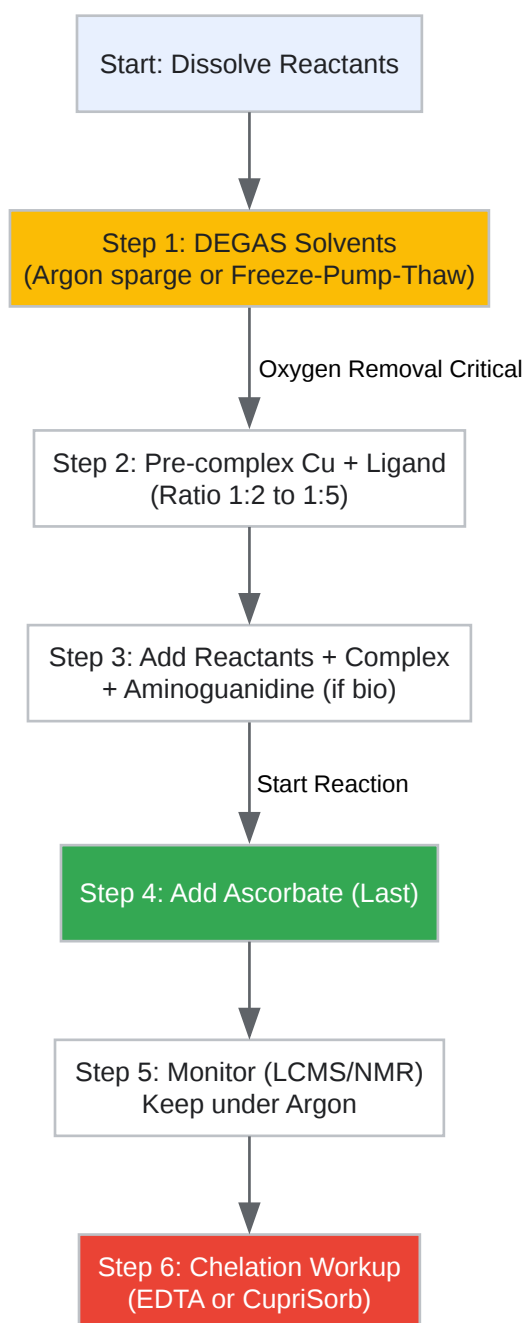 Start: Dissolve Reactants
Step 1: DEGAS Solvents
(Argon sparge or Freeze-Pump-Thaw)
Oxygen Removal Critical
Step 2: Pre-complex Cu + Ligand
(Ratio 1:2 to 1:5)
Step 3: Add Reactants + Complex
+ Aminoguanidine (if bio)
Start Reaction
Step 4: Add Ascorbate (Last)
Step 5: Monitor (LCMS/NMR)
Keep under Argon
Step 6: Chelation Workup
(EDTA or CupriSorb)